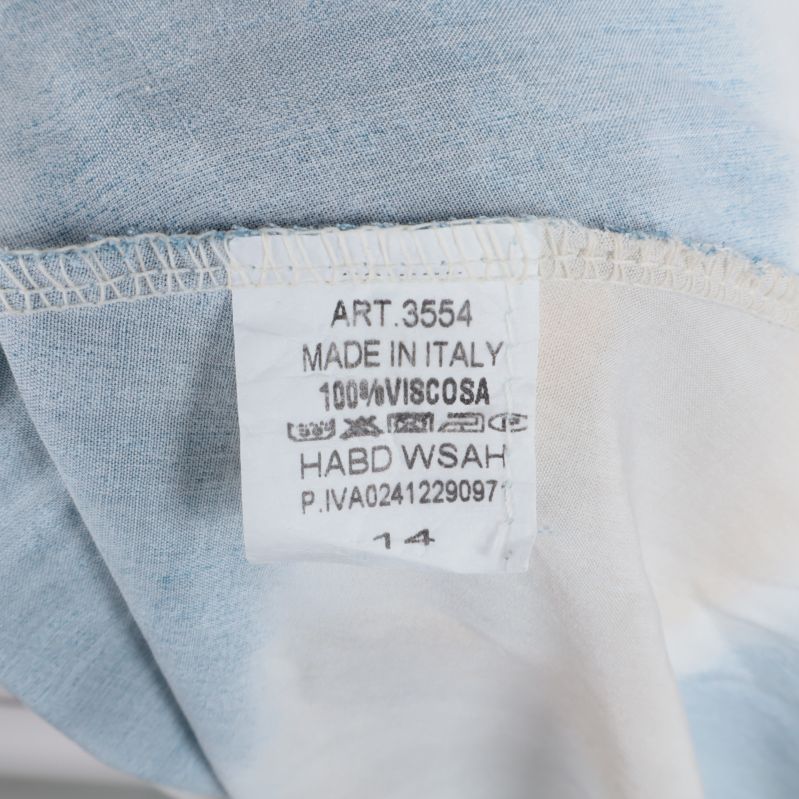 ART.3554
MADE IN ITALY
100%VISCOSA
HABD WSAH
P.IVA02412290971
14